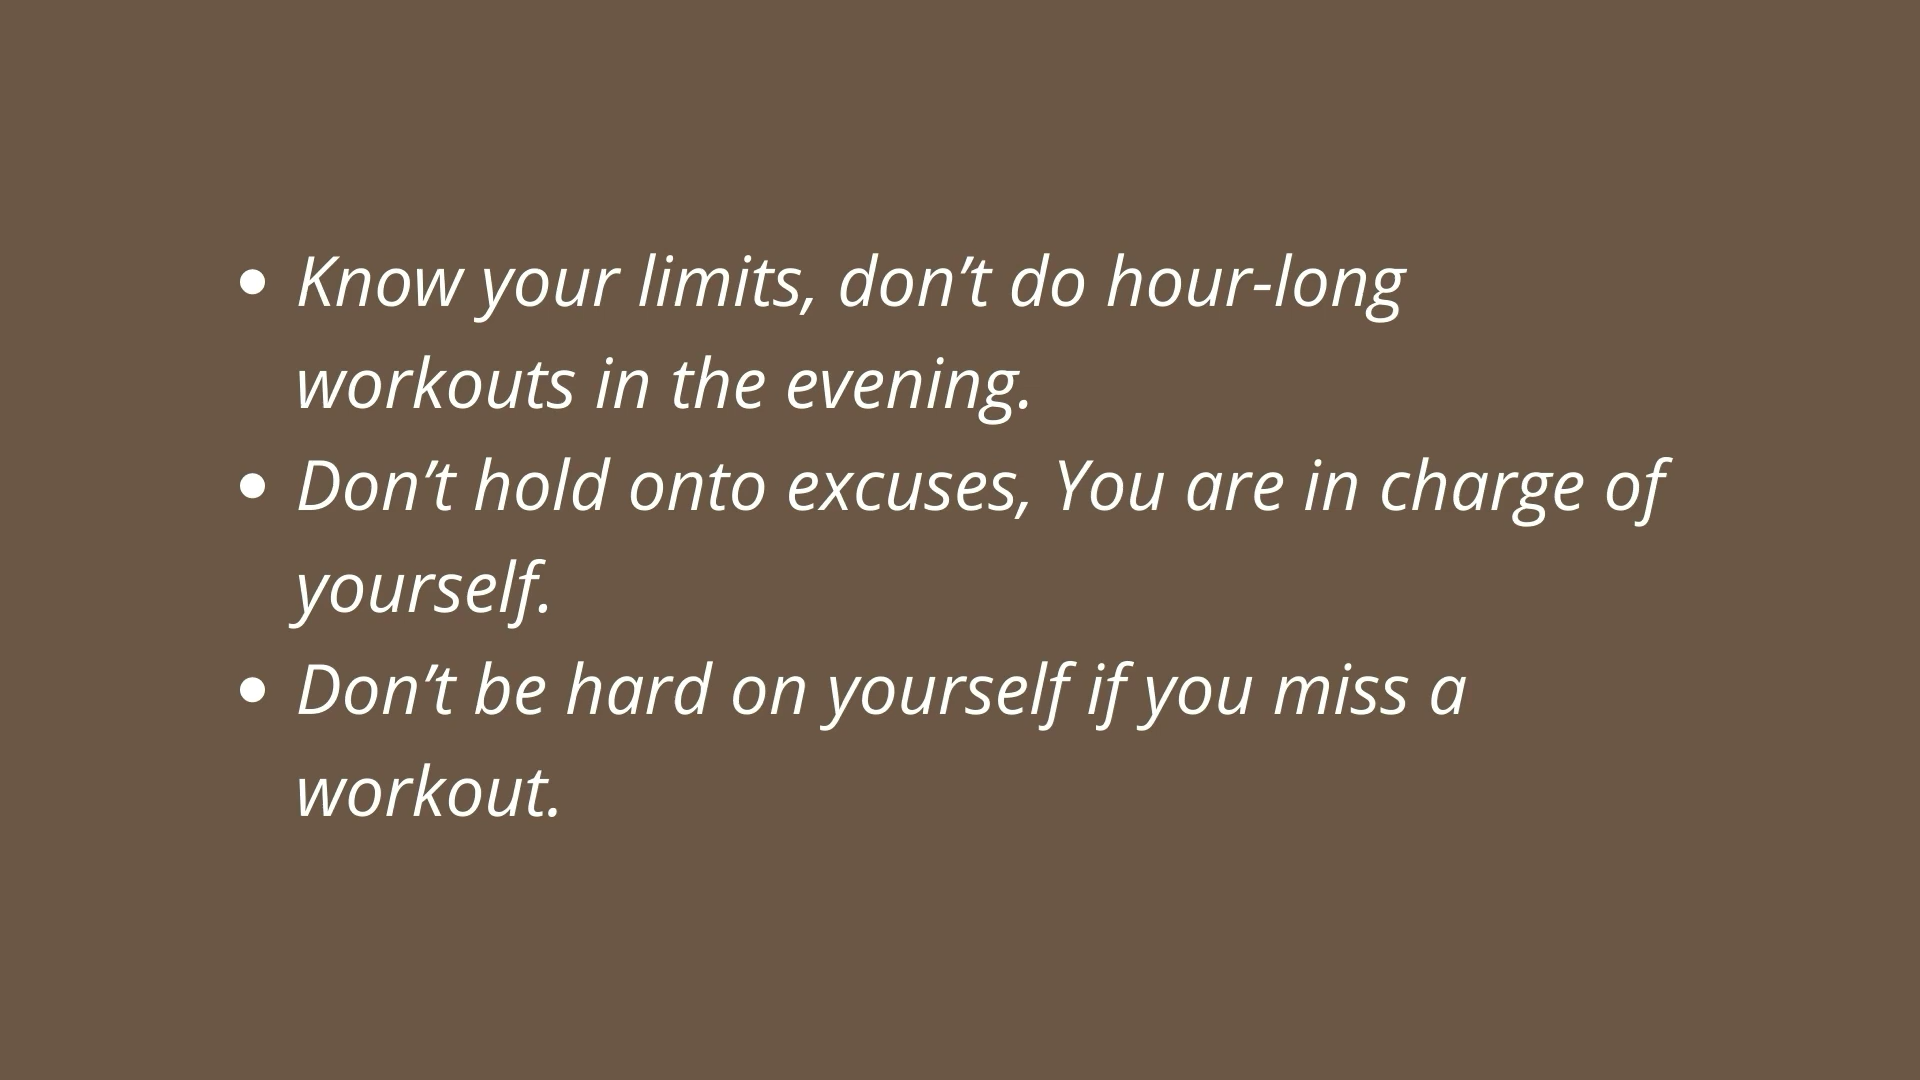 • Know your limits, don’t do hour-long
workouts in the evening.
• Don’t hold onto excuses, You are in charge of
yourself.
• Don’t be hard on yourself if you miss a
workout.